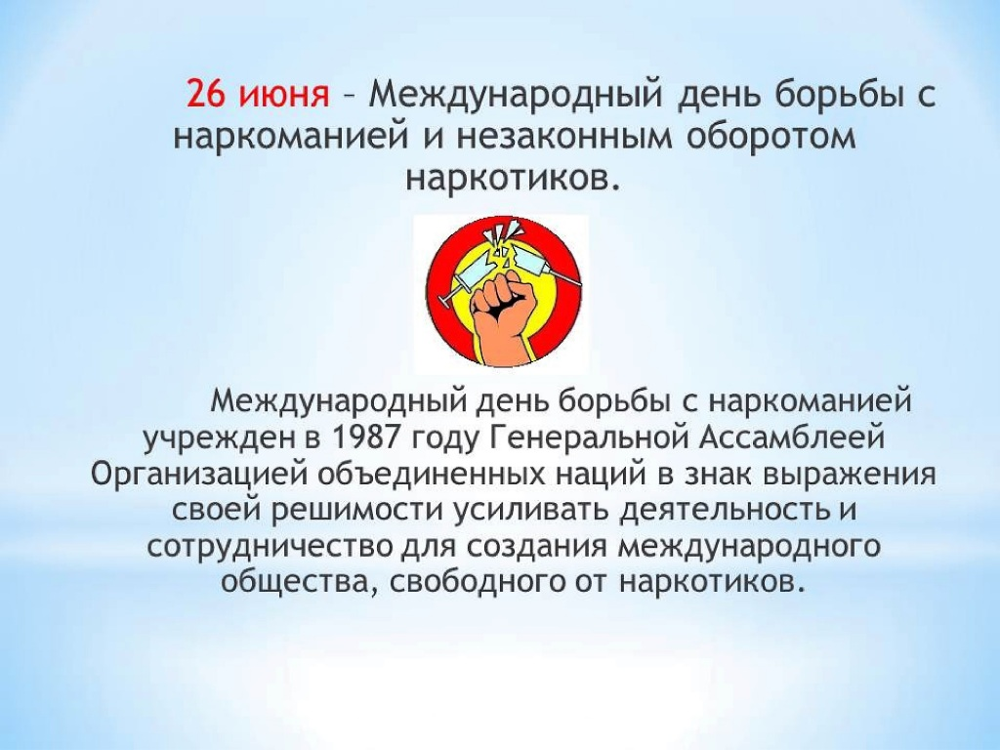 26 июня – Международный день борьбы с
наркоманией и незаконным оборотом
наркотиков.
Международный день борьбы с наркоманией
учрежден в 1987 году Генеральной Ассамблеей
Организацией объединенных наций в знак выражения
своей решимости усиливать деятельность и
сотрудничество для создания международного
общества, свободного от наркотиков.